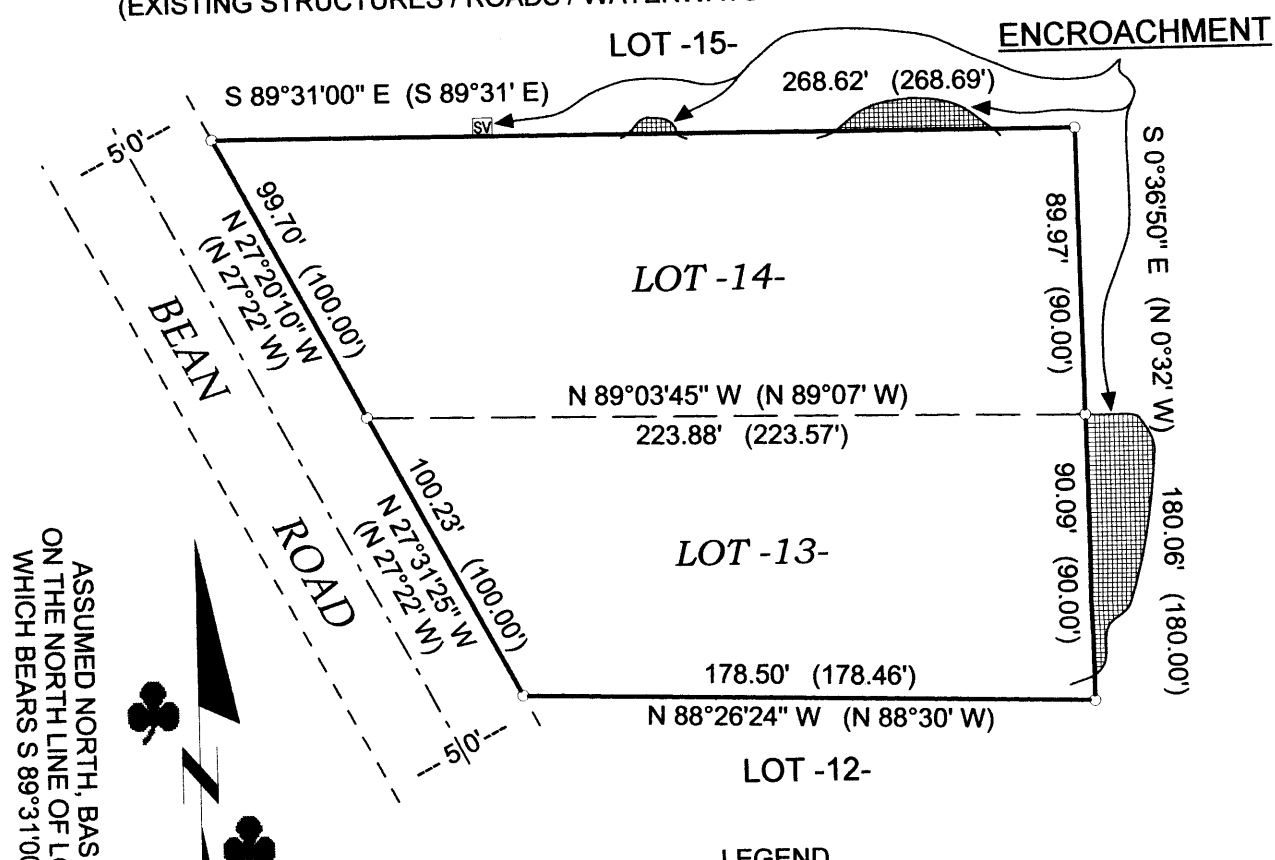 (EXISTING STRUCTURES / ROADS /
LOT -15-
ENCROACHMENT
268.62' (268.69')
S 89°31'00" E (S 89°31' E)
SV
5'0'
S 0°36'50" E (N 0°32' W)
99.70' (100.00')
N 27°20'10" W
(N 27°22' W)
89.97' (90.00')
LOT -14-
BEAN
N 89°03'45" W (N 89°07' W)
223.88' (223.57')
100.23' (100.00')
N 27°31'25" W
(N 27°22' W)
90.09' (90.00')
180.06' (180.00')
ROAD
LOT -13-
178.50' (178.46')
N 88°26'24" W (N 88°30' W)
5'0'
LOT -12-
ASSUMED NORTH, BAS
ON THE NORTH LINE OF LO
WHICH BEARS S 89°31'00
N
LEGEND